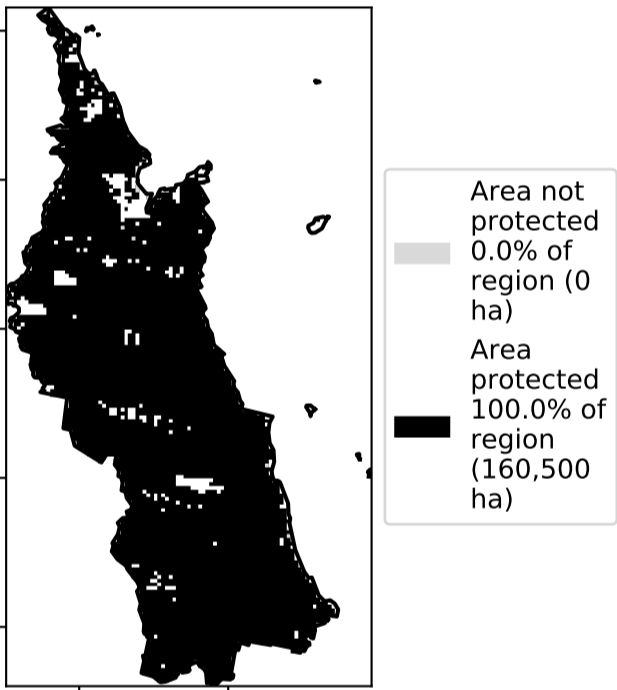 Area not
protected
0.0% of
region (0
ha)
Area
protected
100.0% of
region
(160,500
ha)